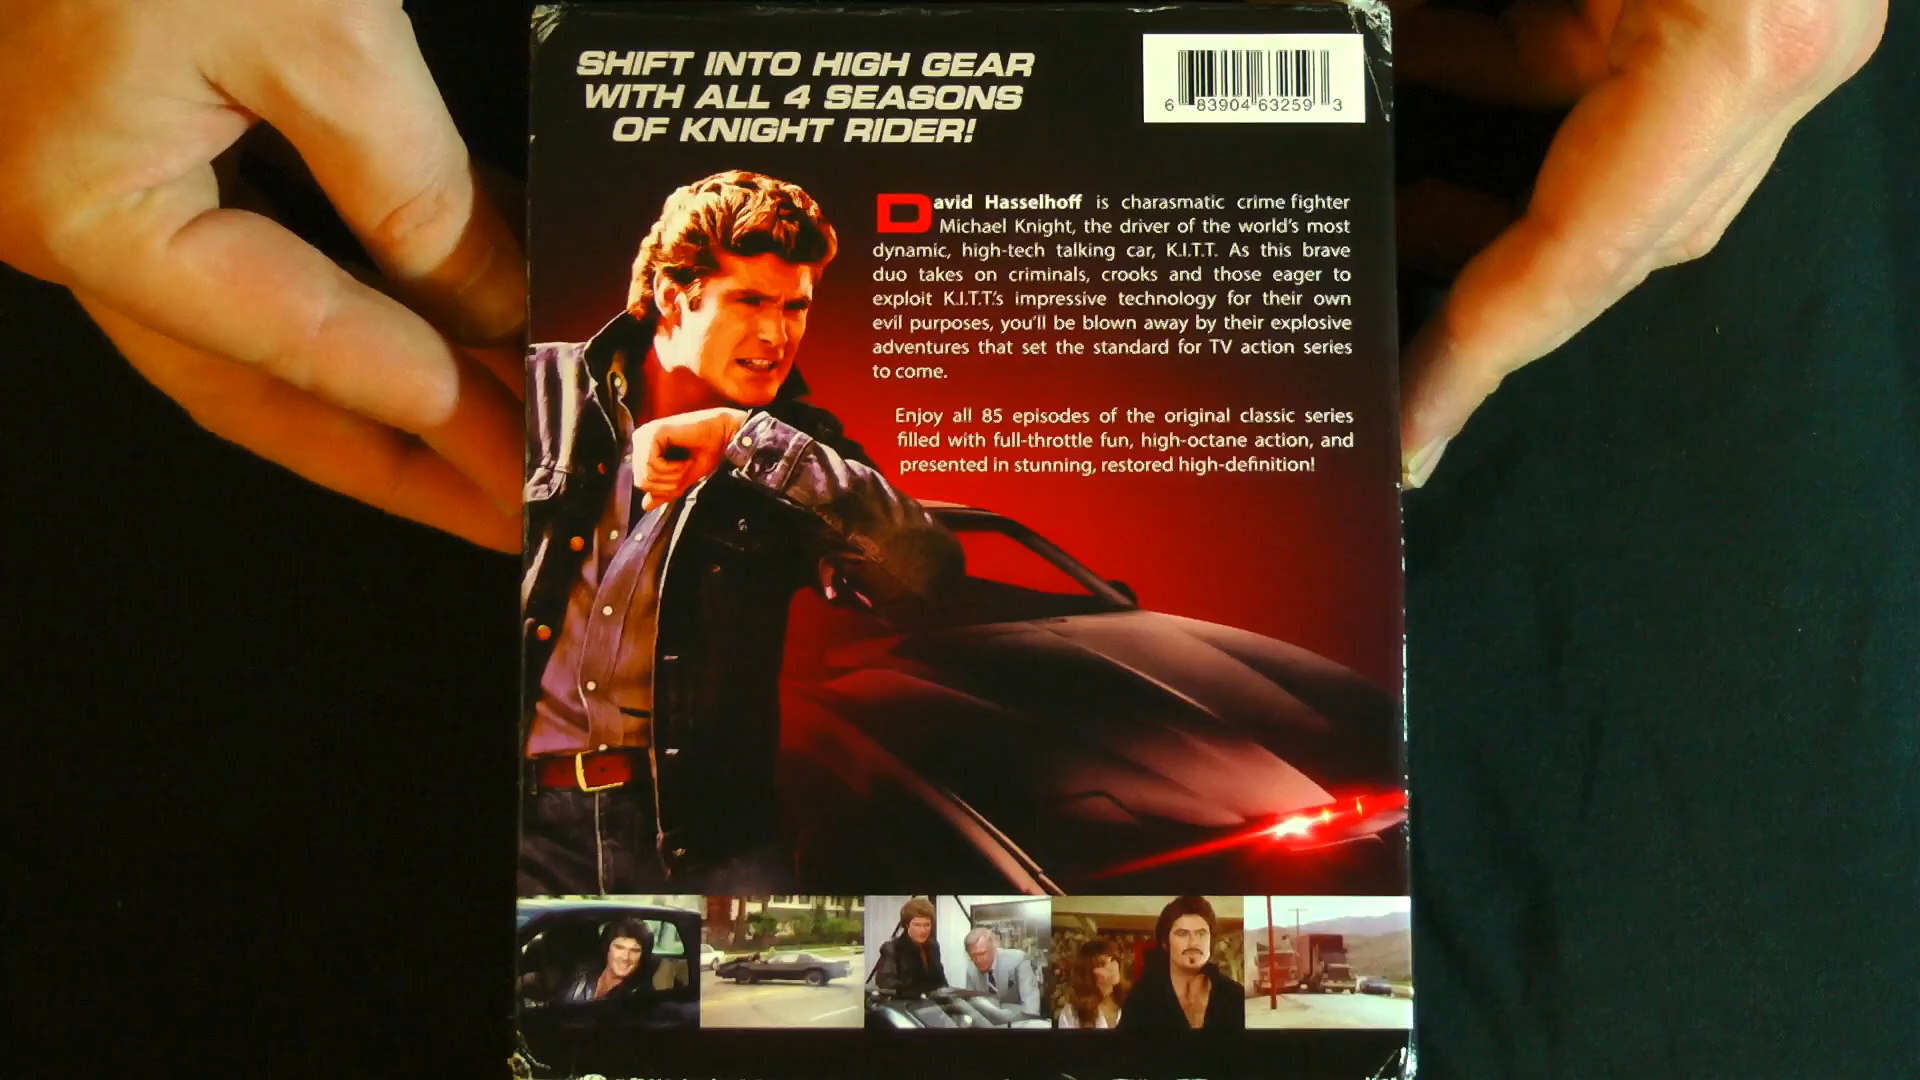 SHIFT INTO HIGH GEAR
WITH ALL 4 SEASONS
OF KNIGHT RIDER!
6 83904 63259 3
David Hasselhoff is charasmatic crime fighter
Michael Knight, the driver of the world's most
dynamic, high-tech talking car, K.I.T.T. As this brave
duo takes on criminals, crooks and those eager to
exploit K.I.T.T.'s impressive technology for their own
evil purposes, you'll be blown away by their explosive
adventures that set the standard for TV action series
to come.
Enjoy all 85 episodes of the original classic series
filled with full-throttle fun, high-octane action, and
presented in stunning, restored high-definition!